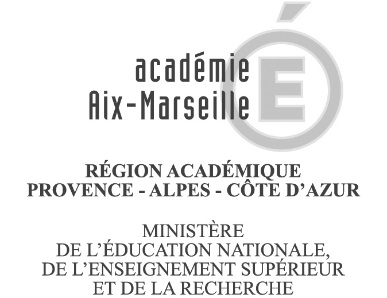 académie
Aix-Marseille
É
RÉGION ACADÉMIQUE
PROVENCE - ALPES - CÔTE D’AZUR
MINISTÈRE
DE L’ÉDUCATION NATIONALE,
DE L’ENSEIGNEMENT SUPÉRIEUR
ET DE LA RECHERCHE